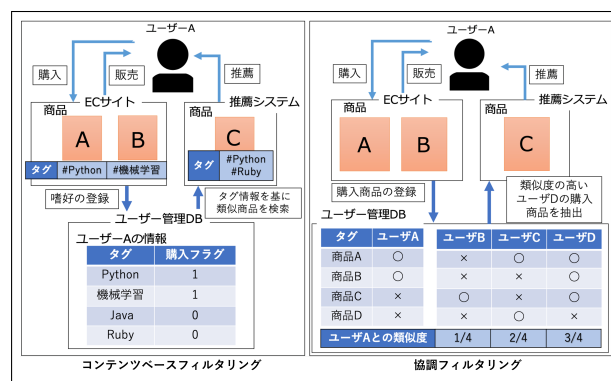 ユーザーA
購入
販売
推薦
ECサイト
推薦システム
商品
商品
A
B
C
タグ #Python #機械学習
タグ #Python
#Ruby
嗜好の登録
タグ情報を基に
類似商品を検索
ユーザー管理DB
ユーザーAの情報
タグ 購入フラグ
Python 1
機械学習 1
Java 0
Ruby 0
コンテンツベースフィルタリング
ユーザーA
購入
販売
推薦
ECサイト
推薦システム
商品
商品
A
B
C
購入商品の登録
類似度の高い
ユーザDの購入
商品を抽出
ユーザー管理DB
タグ ユーザA ユーザB ユーザC ユーザD
商品A ○ × ○ ○
商品B ○ × × ○
商品C × ○ × ○
商品D × × ○ ×
ユーザAとの類似度 1/4 2/4 3/4
協調フィルタリング